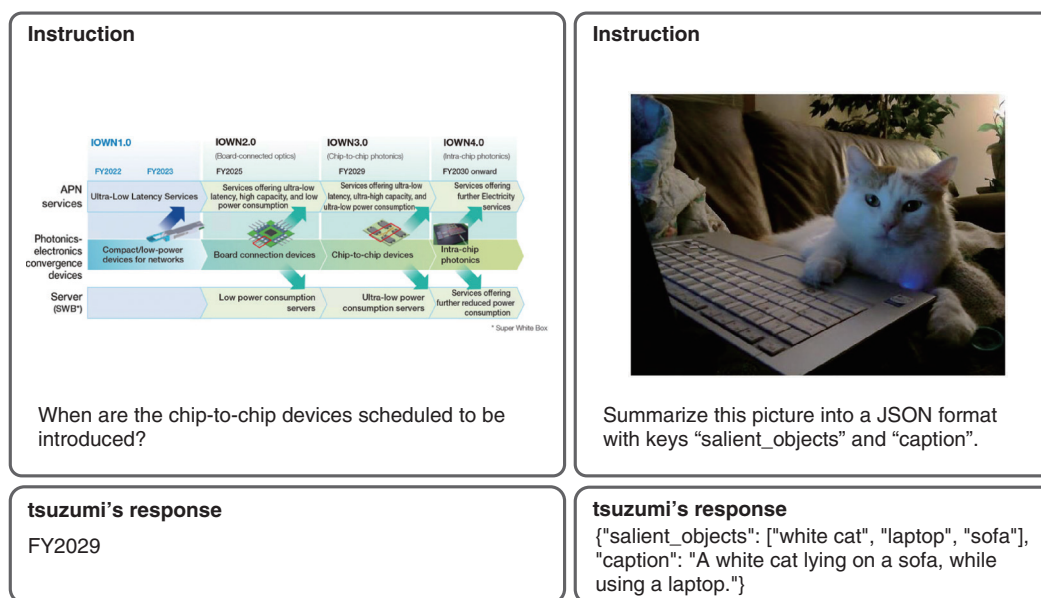 Instruction
IOWN1.0
IOWN2.0
IOWN3.0
IOWN4.0
(Board-connected optics)
(Chip-to-chip photonics)
(Intra-chip photonics)
FY2022
FY2023
FY2025
FY2029
FY2030 onward
APN
services
Ultra-Low Latency Services
Services offering ultra-low
latency, high capacity, and low
power consumption
Services offering ultra-low
latency, ultra-high capacity, and
ultra-low power consumption
Services offering
further Electricity
services
Photonics-
electronics
convergence
devices
Compact/low-power
devices for networks
Board connection devices
Chip-to-chip devices
Intra-chip
photonics
Server
(SWB*)
Low power consumption
servers
Ultra-low power
consumption servers
Services offering
further reduced power
consumption
* Super White Box
When are the chip-to-chip devices scheduled to be
introduced?
tsuzumi's response
FY2029
Instruction
Summarize this picture into a JSON format
with keys “salient_objects” and “caption”.
tsuzumi's response
{"salient_objects": ["white cat", "laptop", "sofa"],
"caption": "A white cat lying on a sofa, while
using a laptop."}